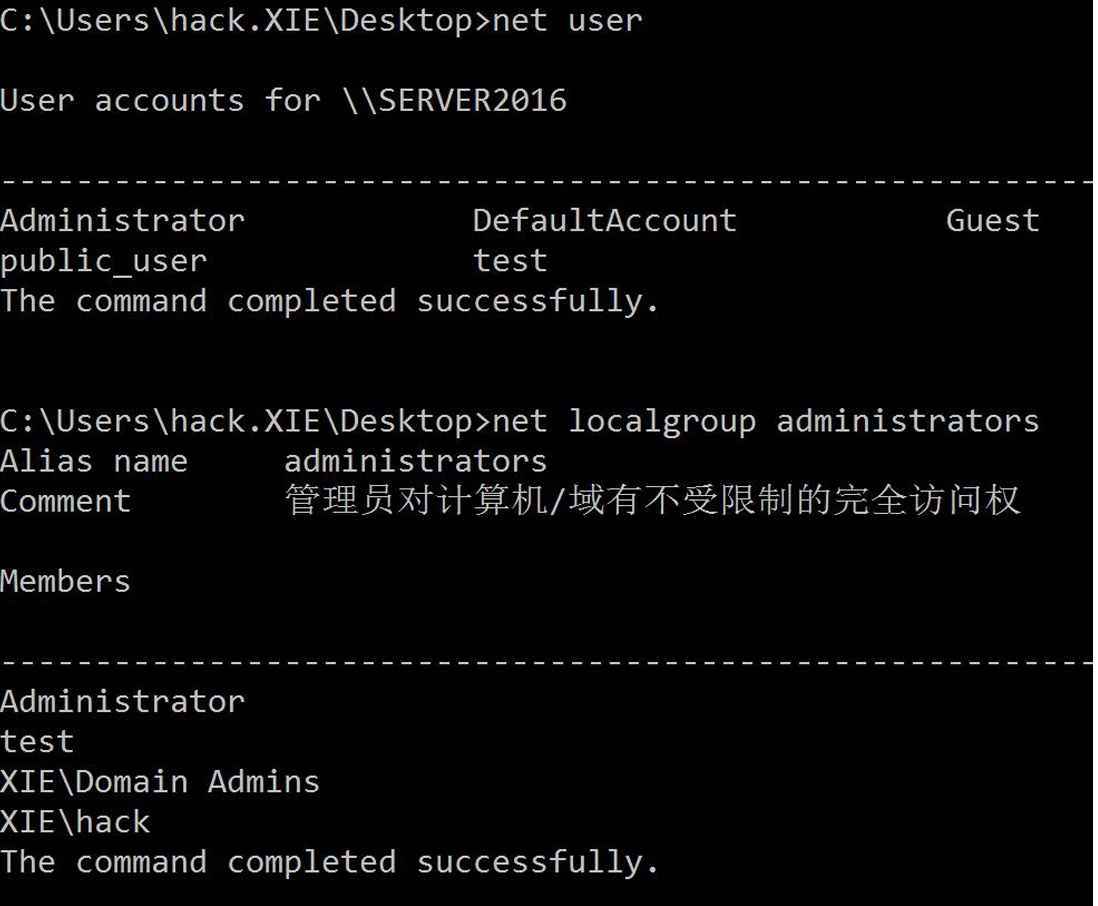 C:\Users\hack.XIE\Desktop>net user
User accounts for \\SERVER2016
-------------------------------------------------------------
Administrator DefaultAccount Guest
public_user test
The command completed successfully.
C:\Users\hack.XIE\Desktop>net localgroup administrators
Alias name administrators
Comment 管理员对计算机/域有不受限制的完全访问权
Members
-------------------------------------------------------------
Administrator
test
XIE\Domain Admins
XIE\hack
The command completed successfully.